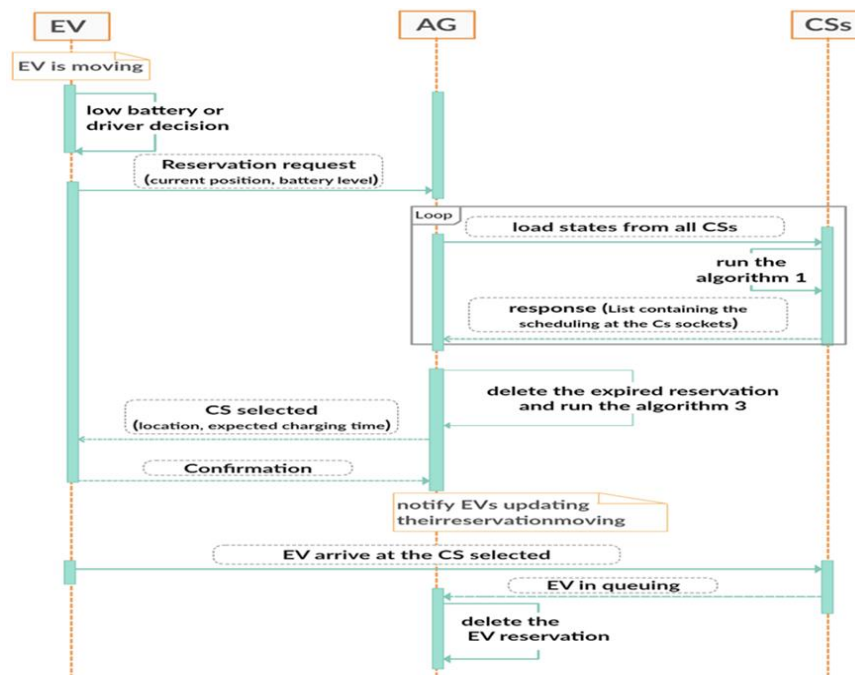 EV
AG
CSs
EV is moving
low battery or
driver decision
Reservation request
(current position, battery level)
Loop
load states from all CSs
run the
algorithm 1
response (List containing the
scheduling at the Cs sockets)
delete the expired reservation
and run the algorithm 3
CS selected
(location, expected charging time)
Confirmation
notify EVs updating
theirreservationmoving
EV arrive at the CS selected
EV in queuing
delete the
EV reservation